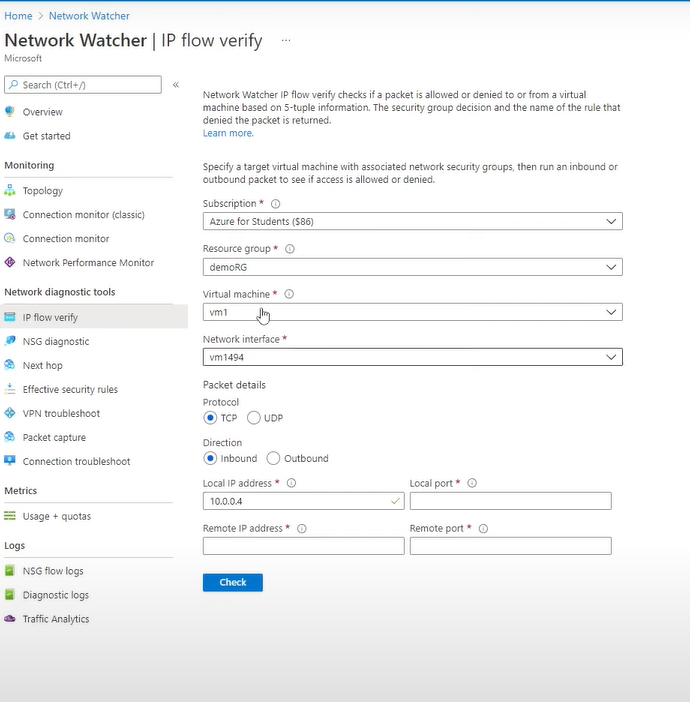 Home > Network Watcher
Network Watcher | IP flow verify ...
Microsoft
Search (Ctrl+/) «
Overview
Get started
Monitoring
Topology
Connection monitor (classic)
Connection monitor
Network Performance Monitor
Network diagnostic tools
IP flow verify
NSG diagnostic
Next hop
Effective security rules
VPN troubleshoot
Packet capture
Connection troubleshoot
Metrics
Usage + quotas
Logs
NSG flow logs
Diagnostic logs
Traffic Analytics
Network Watcher IP flow verify checks if a packet is allowed or denied to or from a virtual
machine based on 5-tuple information. The security group decision and the name of the rule that
denied the packet is returned.
Learn more.
Specify a target virtual machine with associated network security groups, then run an inbound or
outbound packet to see if access is allowed or denied.
Subscription *
Azure for Students ($86)
Resource group *
demoRG
Virtual machine *
vm1
Network interface *
vm1494
Packet details
Protocol
TCP UDP
Direction
Inbound Outbound
Local IP address * Local port *
10.0.0.4
Remote IP address * Remote port *
Check